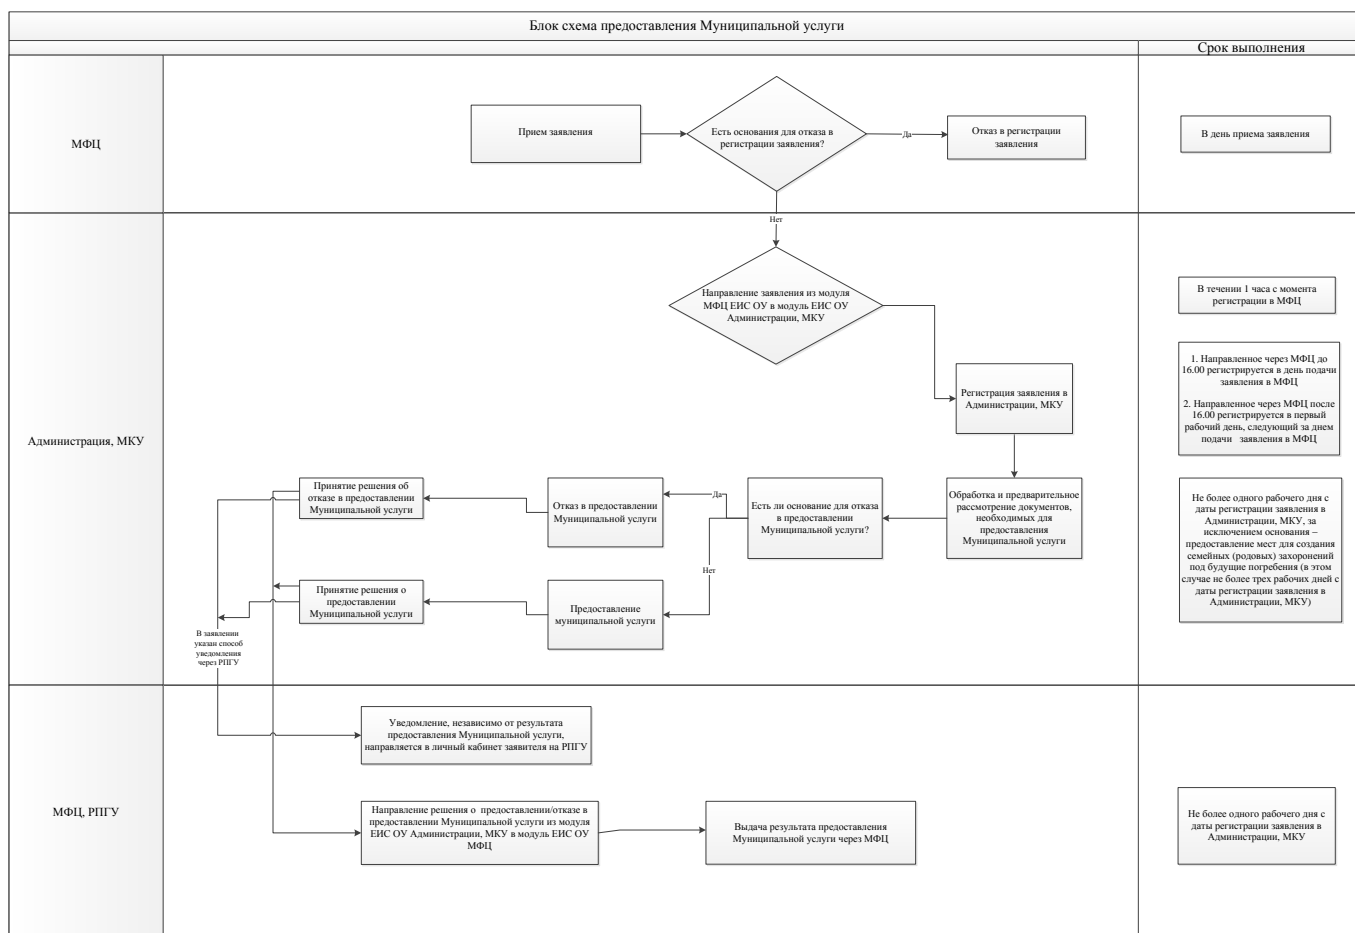 Блок схема предоставления Муниципальной услуги
Срок выполнения
МФЦ
Прием заявления
Есть основания для отказа в
регистрации заявления?
Да
Отказ в регистрации
заявления
В день приема заявления
Нет
Администрация, МКУ
Направление заявления из модуля
МФЦ ЕИС ОУ в модуль ЕИС ОУ
Администрации, МКУ
В течении 1 часа с момента
регистрации в МФЦ
Регистрация заявления в
Администрации, МКУ
1. Направленное через МФЦ до
16.00 регистрируется в день подачи
заявления в МФЦ
2. Направленное через МФЦ после
16.00 регистрируется в первый
рабочий день, следующий за днем
подачи заявления в МФЦ
Принятие решения об
отказе в предоставлении
Муниципальной услуги
Отказ в предоставлении
Муниципальной услуги
Да
Есть ли основание для отказа
в предоставлении
Муниципальной услуги?
Обработка и предварительное
рассмотрение документов,
необходимых для
предоставления
Муниципальной услуги
Не более одного рабочего дня с
даты регистрации заявления в
Администрации, МКУ, за
исключением основания –
предоставление мест для создания
семейных (родовых) захоронений
под будущие погребения (в этом
случае не более трех рабочих дней с
даты регистрации заявления в
Администрации, МКУ)
Нет
Принятие решения о
предоставлении
Муниципальной услуги
Предоставление
муниципальной услуги
В заявлении
указан способ
уведомления
через РПГУ
МФЦ, РПГУ
Уведомление, независимо от результата
предоставления Муниципальной услуги,
направляется в личный кабинет заявителя на РПГУ
Направление решения о предоставлении/отказе в
предоставлении Муниципальной услуги из модуля
ЕИС ОУ Администрации, МКУ в модуль ЕИС ОУ
МФЦ
Выдача результата предоставления
Муниципальной услуги через МФЦ
Не более одного рабочего дня с
даты регистрации заявления в
Администрации, МКУ